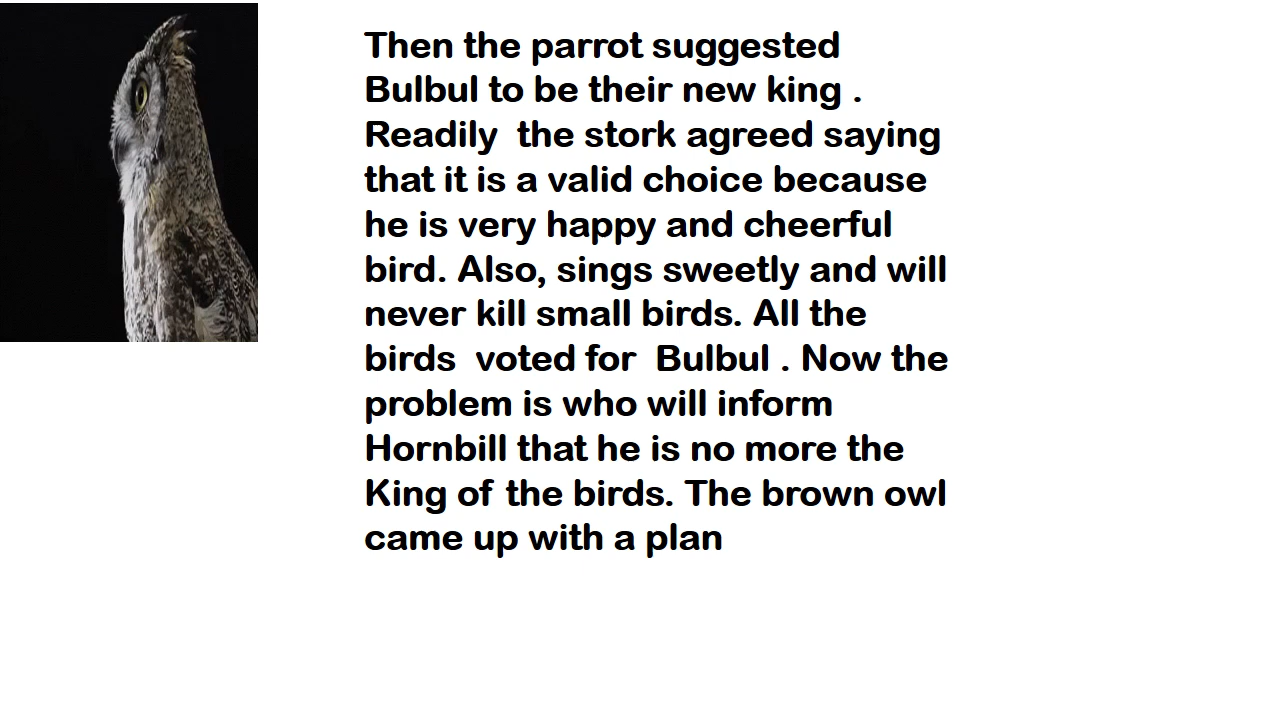 Then the parrot suggested
Bulbul to be their new king .
Readily  the stork agreed saying
that it is a valid choice because
he is very happy and cheerful
bird. Also, sings sweetly and will
never kill small birds. All the
birds  voted for  Bulbul . Now the
problem is who will inform
Hornbill that he is no more the
King of the birds. The brown owl
came up with a plan